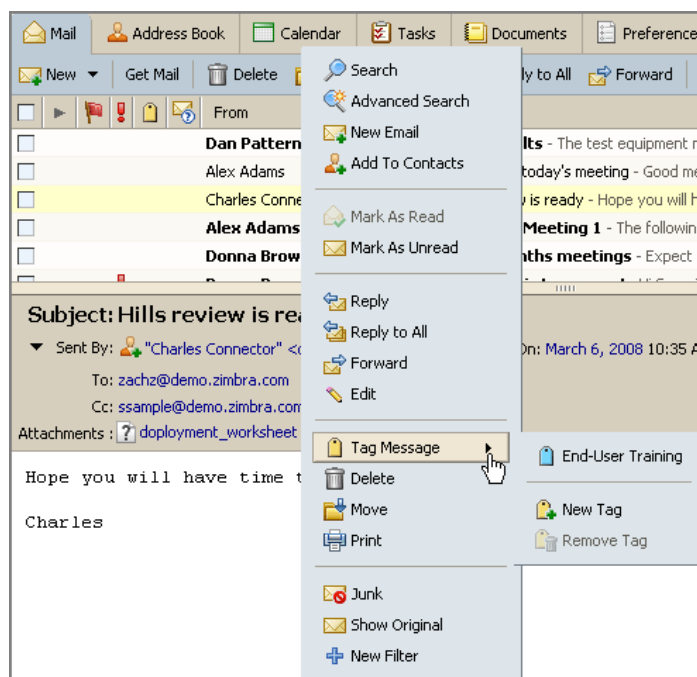 Mail Address Book Calendar Tasks Documents Preference
New Get Mail Delete ly to All Forward
From
Dan Pattern lts - The test equipment
Alex Adams today's meeting - Good me
Charles Conne is ready - Hope you will h
Alex Adams Meeting 1 - The followin
Donna Brow nths meetings - Expect
Search
Advanced Search
New Email
Add To Contacts
Mark As Read
Mark As Unread
Reply
Reply to All
Forward
Edit
Tag Message
Delete
Move
Print
Junk
Show Original
New Filter
End-User Training
New Tag
Remove Tag
Subject: Hills review is rea
Sent By: "Charles Connector" <c On: March 6, 2008 10:35 A
To: zachz@demo.zimbra.com
Cc: ssample@demo.zimbra.com
Attachments : doployment_worksheet
Hope you will have time t
Charles